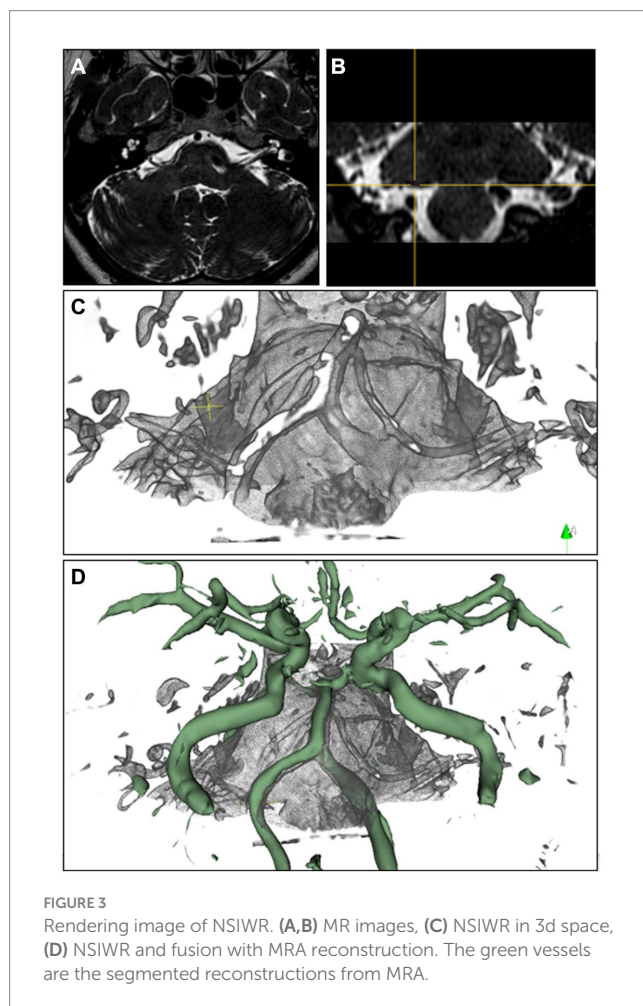 A
B
C
A
D
FIGURE 3
Rendering image of NSIWR. (A,B) MR images, (C) NSIWR in 3d space,
(D) NSIWR and fusion with MRA reconstruction. The green vessels
are the segmented reconstructions from MRA.